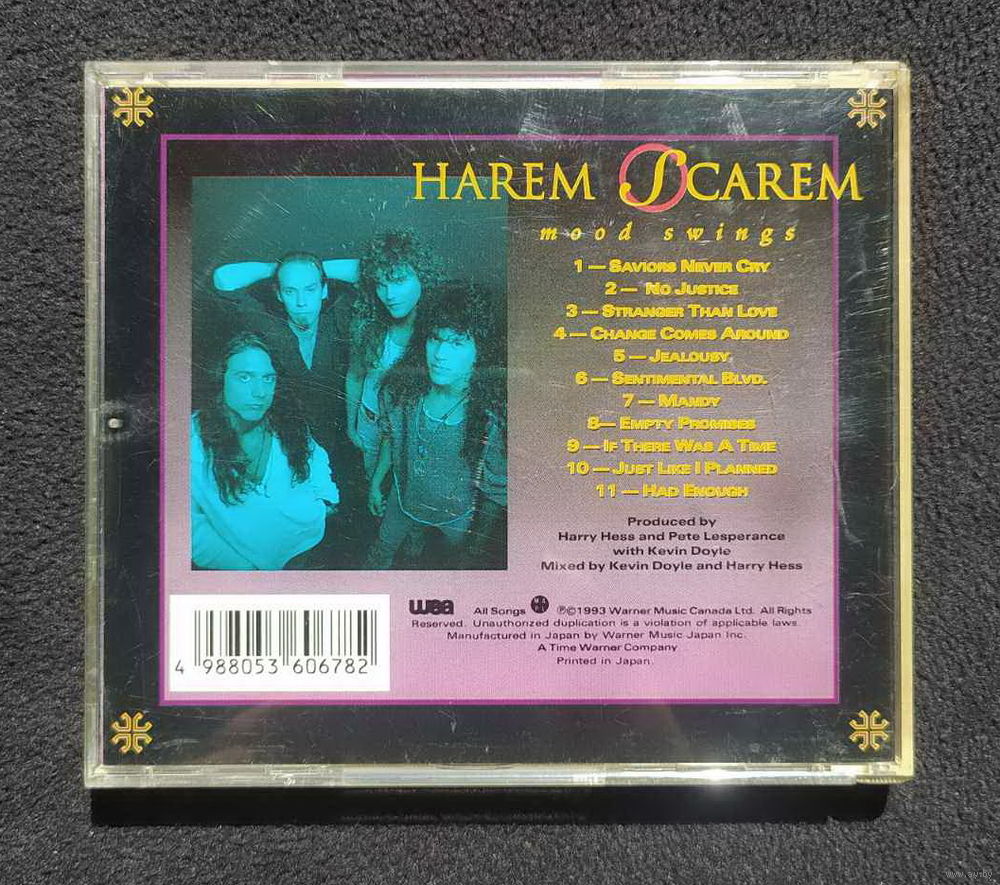 HAREM SCAREM
mood swings
1 — SAVIORS NEVER CRY
2 — NO JUSTICE
3 — STRANGER THAN LOVE
4 — CHANGE COMES AROUND
5 — JEALOUSY
6 — SENTIMENTAL BLVD.
7 — MANDY
8— EMPTY PROMISES
9 — IF THERE WAS A TIME
10 — JUST LIKE I PLANNED
11 — HAD ENOUGH
Produced by
Harry Hess and Pete Lesperance
with Kevin Doyle
Mixed by Kevin Doyle and Harry Hess
wea All Songs ℗©1993 Warner Music Canada Ltd. All Rights
Reserved. Unauthorized duplication is a violation of applicable laws.
Manufactured in Japan by Warner Music Japan Inc.
A Time Warner Company
Printed in Japan.
4 988053 606782
www.ay.by